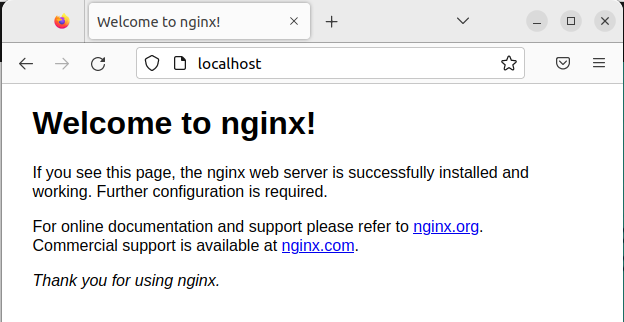 Welcome to nginx!
localhost
Welcome to nginx!
If you see this page, the nginx web server is successfully installed and
working. Further configuration is required.
For online documentation and support please refer to nginx.org.
Commercial support is available at nginx.com.
Thank you for using nginx.